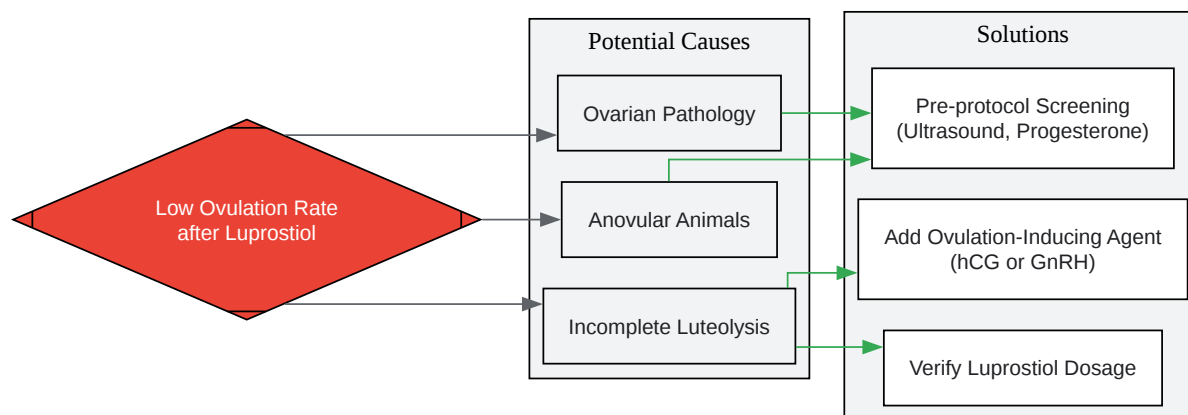 Low Ovulation Rate
after Luprostiol
Potential Causes
Ovarian Pathology
Anovular Animals
Incomplete Luteolysis
Solutions
Pre-protocol Screening
(Ultrasound, Progesterone)
Add Ovulation-Inducing Agent
(hCG or GnRH)
Verify Luprostiol Dosage